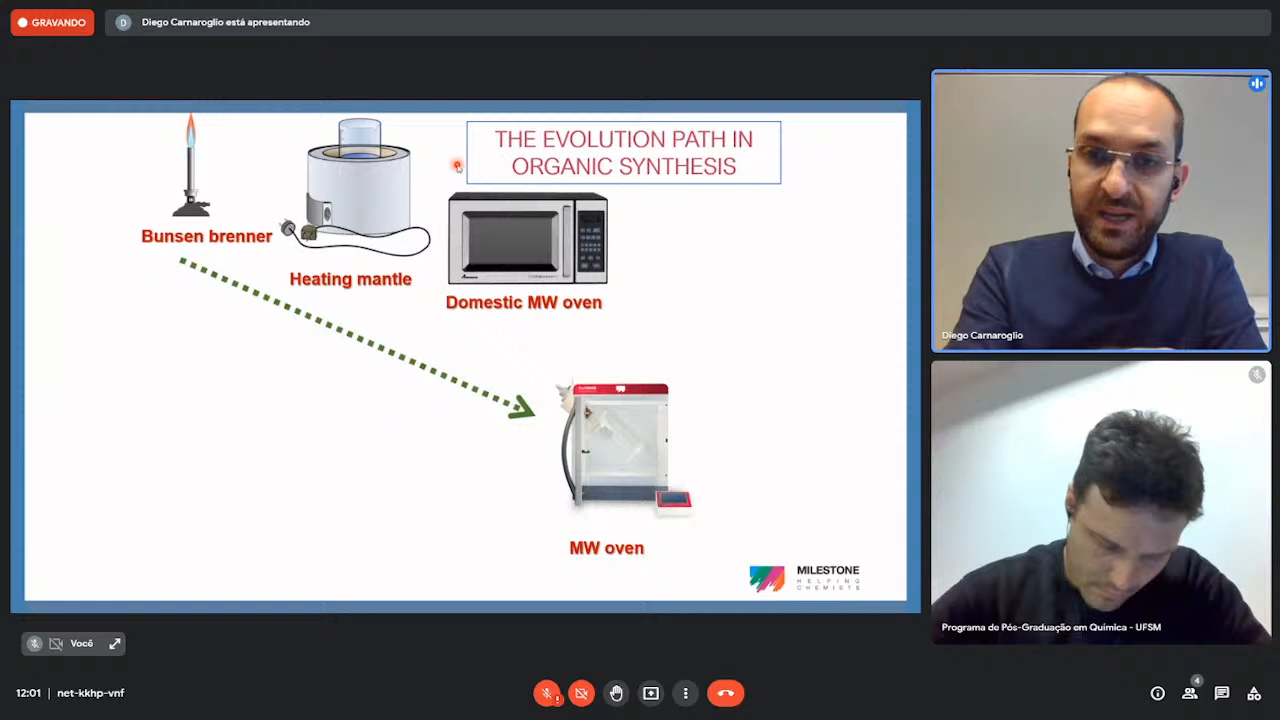 GRAVANDO
D
Diego Carnaroglio está apresentando
THE EVOLUTION PATH IN
ORGANIC SYNTHESIS
Bunsen brenner
Heating mantle
Domestic MW oven
MW oven
MILESTONE
HELPING
CHEMISTS
Diego Carnaroglio
Programa de Pós-Graduação em Química - UFSM
Você
12:01 | net-kkhp-vnf
4